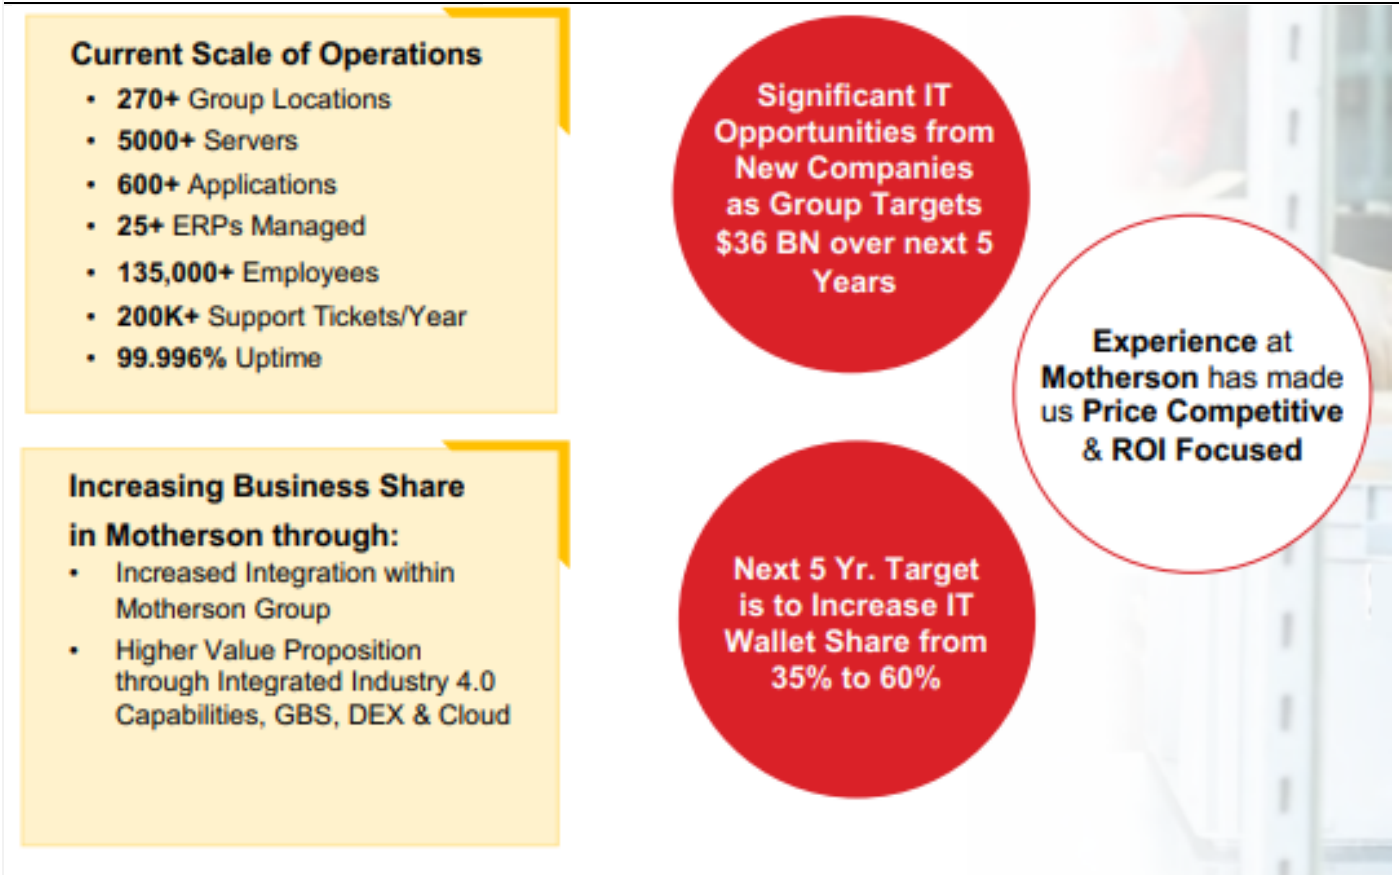 Current Scale of Operations
• 270+ Group Locations
• 5000+ Servers
• 600+ Applications
• 25+ ERPs Managed
• 135,000+ Employees
• 200K+ Support Tickets/Year
• 99.996% Uptime
Increasing Business Share
in Motherson through:
• Increased Integration within
Motherson Group
• Higher Value Proposition
through Integrated Industry 4.0
Capabilities, GBS, DEX & Cloud
Significant IT
Opportunities from
New Companies
as Group Targets
$36 BN over next 5
Years
Next 5 Yr. Target
is to Increase IT
Wallet Share from
35% to 60%
Experience at
Motherson has made
us Price Competitive
& ROI Focused